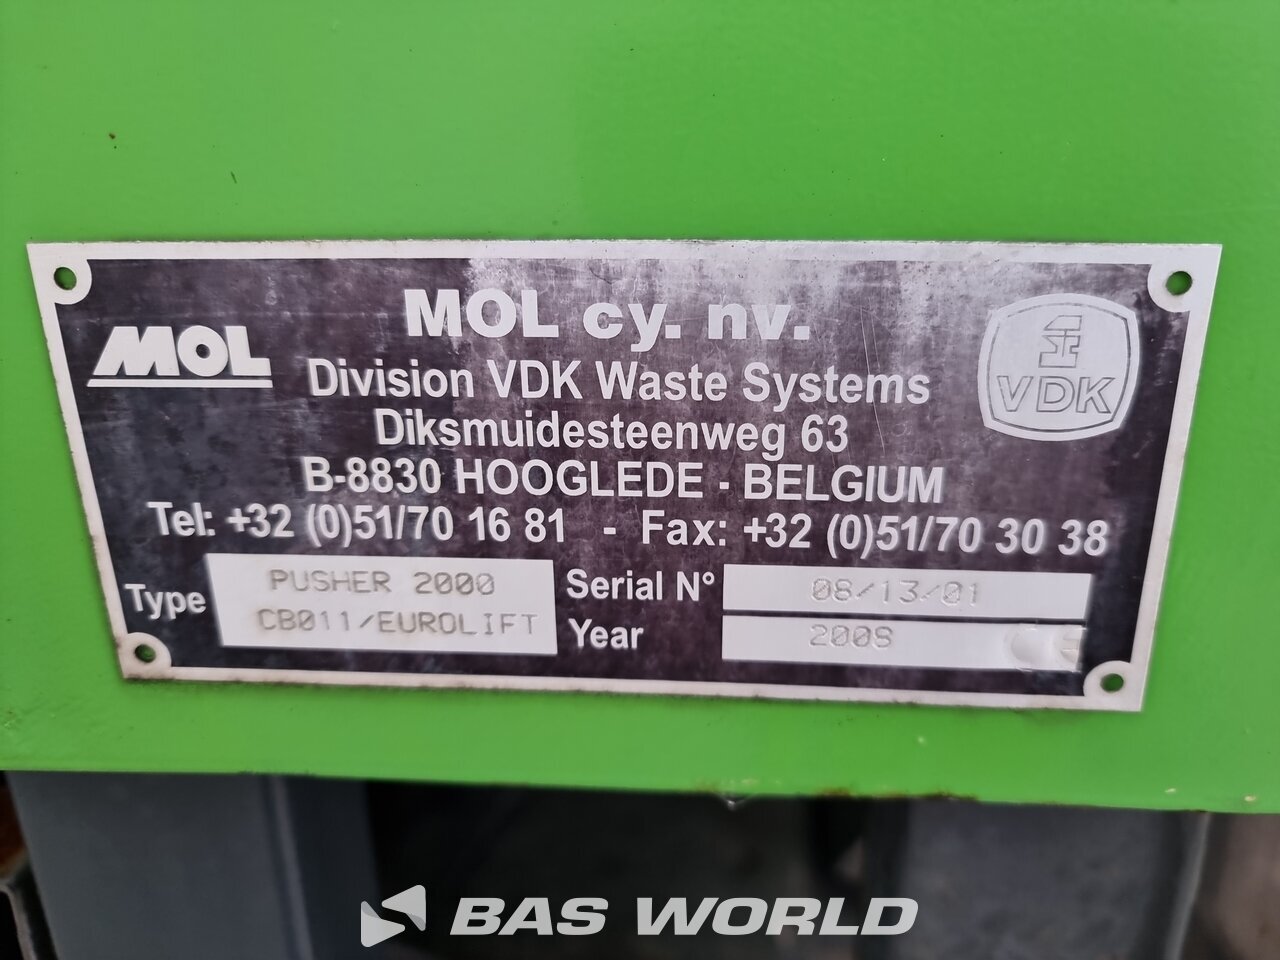 MOL
MOL cy. nv.
Division VDK Waste Systems
Diksmuidesteenweg 63
B-8830 HOOGLEDE - BELGIUM
Tel: +32 (0)51/70 16 81 - Fax: +32 (0)51/70 30 38
VDK
Type PUSHER 2000
CB011/EUROLIFT
Serial N° 08/13/01
Year 2008
CE
BAS WORLD